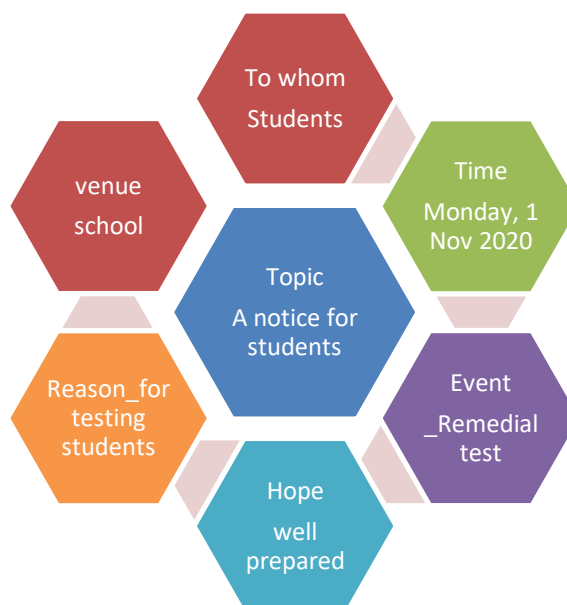 To whom
Students
Time
Monday, 1
Nov 2020
venue
school
Topic
A notice for
students
Event
_Remedial
test
Reason_for
testing
students
Hope
well
prepared